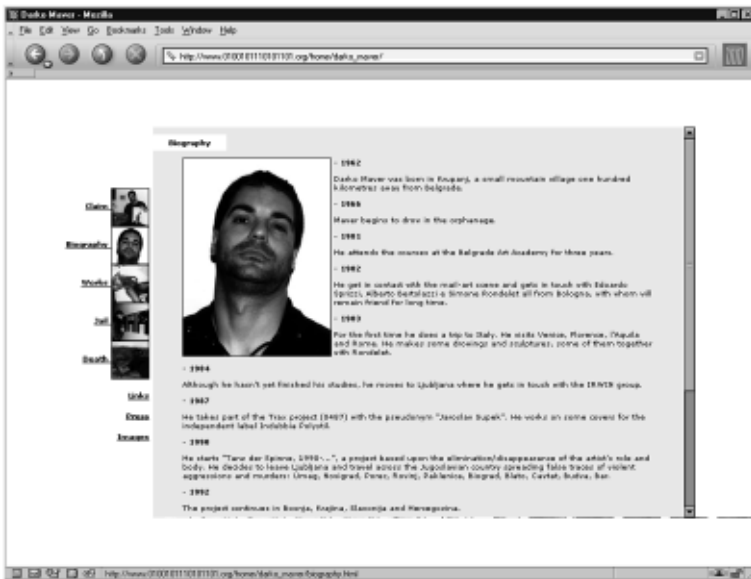 Darko Maver - Mozilla
File Edit View Go Bookmarks Tools Window Help
http://www.0100101110101101.org/home/darko_maver/
Biography
Claim
Biography
Works
Jail
Death
Links
Press
Images
- 1962
Darko Maver was born in Krupanj, a small mountain village one hundred
kilometres away from Belgrade.
- 1966
Maver begins to draw in the orphanage.
- 1981
He attends the courses at the Belgrade Art Academy for three years.
- 1982
He get in contact with the mail-art scene and gets in touch with Edoardo
Sprizzi, Alberto Bertolazzi e Simone Rondelet all from Bologna, with whom will
remain friend for long time.
- 1983
For the first time he does a trip to Italy. He visits Venice, Florence, l'Aquila
and Rome. He makes some drowings and sculptures, some of them together
with Rondelet.
- 1984
Although he hasn't yet finished his studies, he moves to Ljubljana where he gets in touch with the IRWIN group.
- 1987
He takes part of the Trax project (0487) with the pseudonym "Jaroslav Supek". He works on some covers for the
independent label Indebbie Polyotil.
- 1990
He starts "Tanz der Spinne, 1990-...", a project based upon the elimination/disappearance of the artist's role and
body. He decides to leave Ljubljana and travel across the Jugoslavian country spreading false traces of violent
aggressions and murders: Umag, Novigrad, Porec, Rovinj, Paklenica, Biograd, Blato, Cavtat, Budva, Bar.
- 1992
The project continues in Bosnja, Krajina, Slavonija and Hercegovina.
http://www.0100101110101101.org/home/darko_maver/biography.html